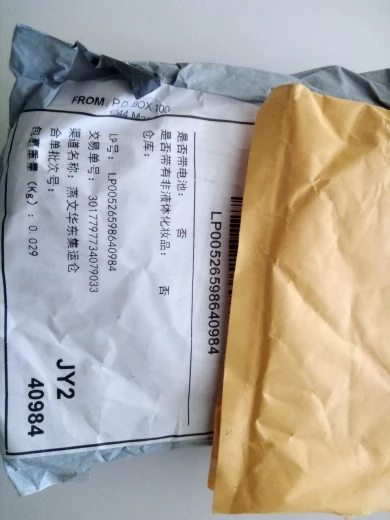 FROM P.O BOX 100
是否带电池： 否
是否带有非液体化妆品： 否
仓库：
LP号： LP00526598640984
交易单号： 3017797734079033
渠道名称： 燕文华东集运仓
合单批次号：
包裹重量 (Kg) : 0.029
LP00526598640984
JY2
40984